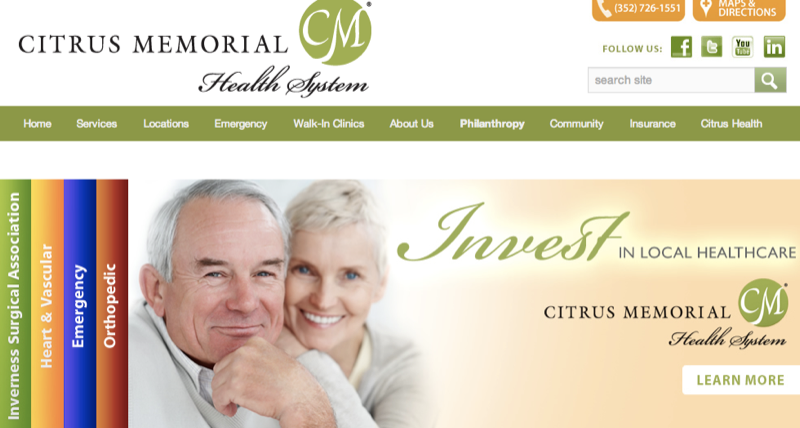 (352) 726-1551
MAPS &
DIRECTIONS
CITRUS MEMORIAL CM®
Health System
FOLLOW US: f t You Tube in
search site
Home Services Locations Emergency Walk-In Clinics About Us Philanthropy Community Insurance Citrus Health
Inverness Surgical Association
Heart & Vascular
Emergency
Orthopedic
Invest IN LOCAL HEALTHCARE
CITRUS MEMORIAL CM
Health System
LEARN MORE